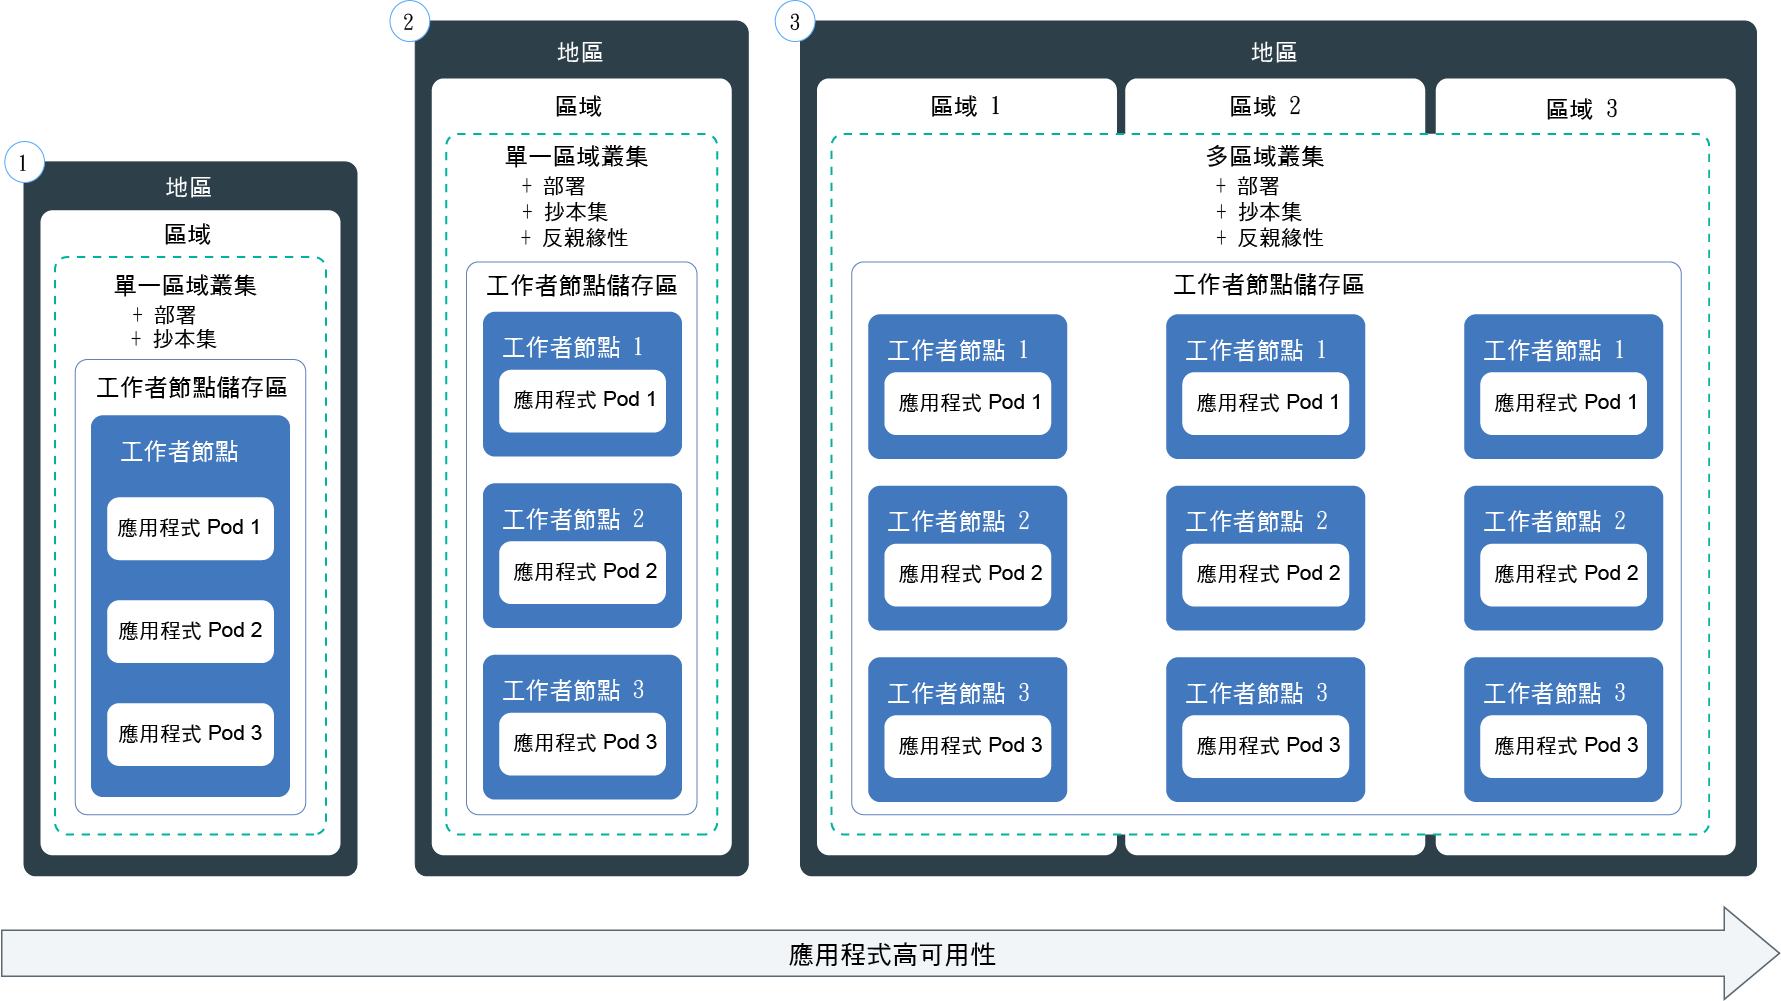 1
地區
區域
單一區域叢集
+ 部署
+ 抄本集
工作者節點儲存區
工作者節點
應用程式 Pod 1
應用程式 Pod 2
應用程式 Pod 3
2
地區
區域
單一區域叢集
+ 部署
+ 抄本集
+ 反親緣性
工作者節點儲存區
工作者節點 1
應用程式 Pod 1
工作者節點 2
應用程式 Pod 2
工作者節點 3
應用程式 Pod 3
3
地區
區域 1
區域 2
區域 3
多區域叢集
+ 部署
+ 抄本集
+ 反親緣性
工作者節點儲存區
工作者節點 1
應用程式 Pod 1
工作者節點 1
應用程式 Pod 1
工作者節點 1
應用程式 Pod 1
工作者節點 2
應用程式 Pod 2
工作者節點 2
應用程式 Pod 2
工作者節點 2
應用程式 Pod 2
工作者節點 3
應用程式 Pod 3
工作者節點 3
應用程式 Pod 3
工作者節點 3
應用程式 Pod 3
應用程式高可用性